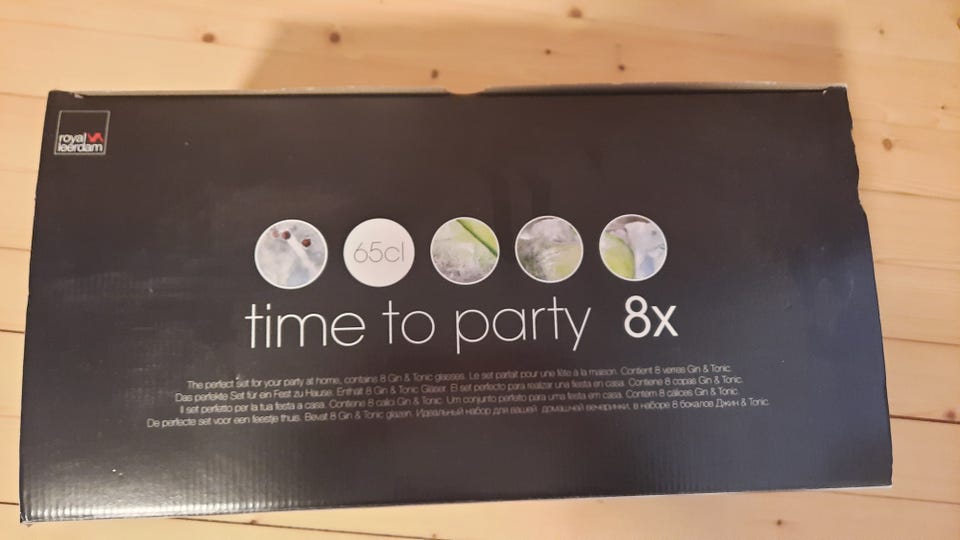 royal
leerdam
65cl
time to party 8x
The perfect set for your party at home, contains 8 Gin & Tonic glasses. Le set parfait pour une fête à la maison. Contient 8 verres Gin & Tonic.
Das perfekte Set für ein Fest zu Hause. Enthält 8 Gin & Tonic Gläser. El set perfecto para realizar una fiesta en casa. Contiene 8 copas Gin & Tonic.
Il set perfetto per la tua festa a casa. Contiene 8 calici Gin & Tonic. Um conjunto perfeito para uma festa em casa. Contém 8 cálices Gin & Tonic.
De perfecte set voor een feestje thuis. Bevat 8 Gin & Tonic glazen. Идеальный набор для вашей домашней вечеринки, в наборе 8 бокалов Джин & Tonic.